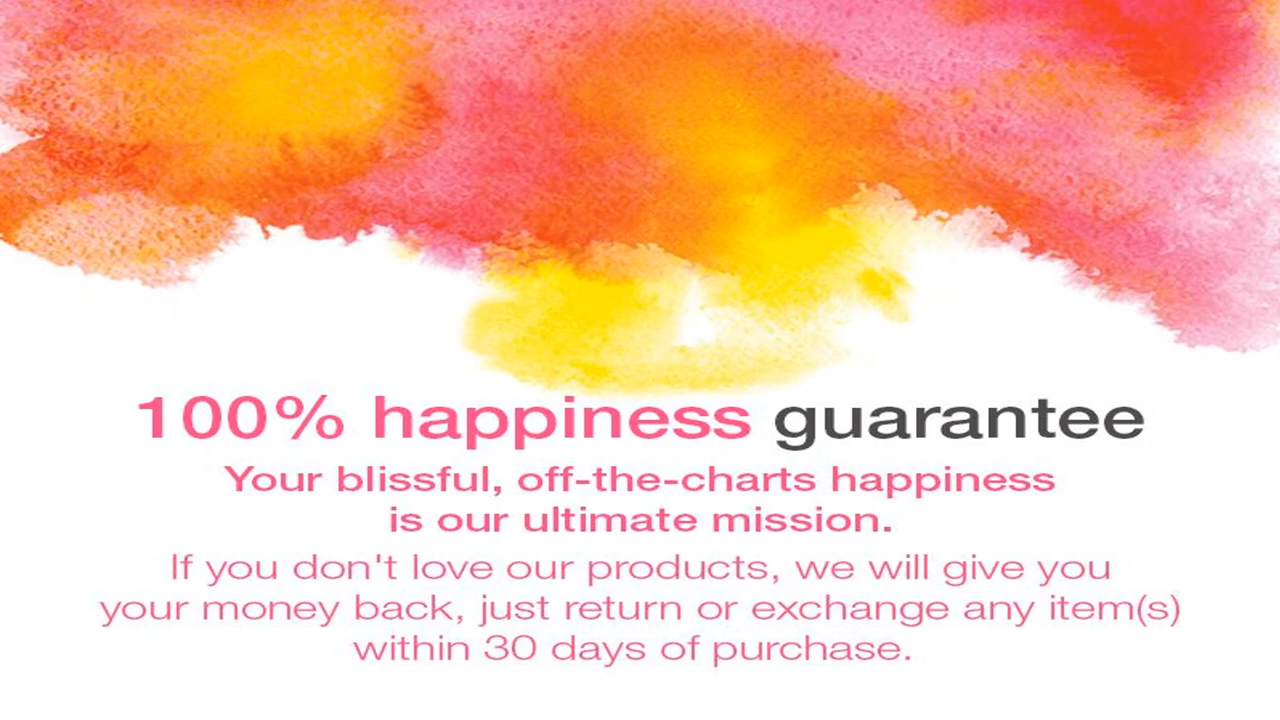 100% happiness guarantee
Your blissful, off-the-charts happiness
is our ultimate mission.
If you don't love our products, we will give you
your money back, just return or exchange any item(s)
within 30 days of purchase.